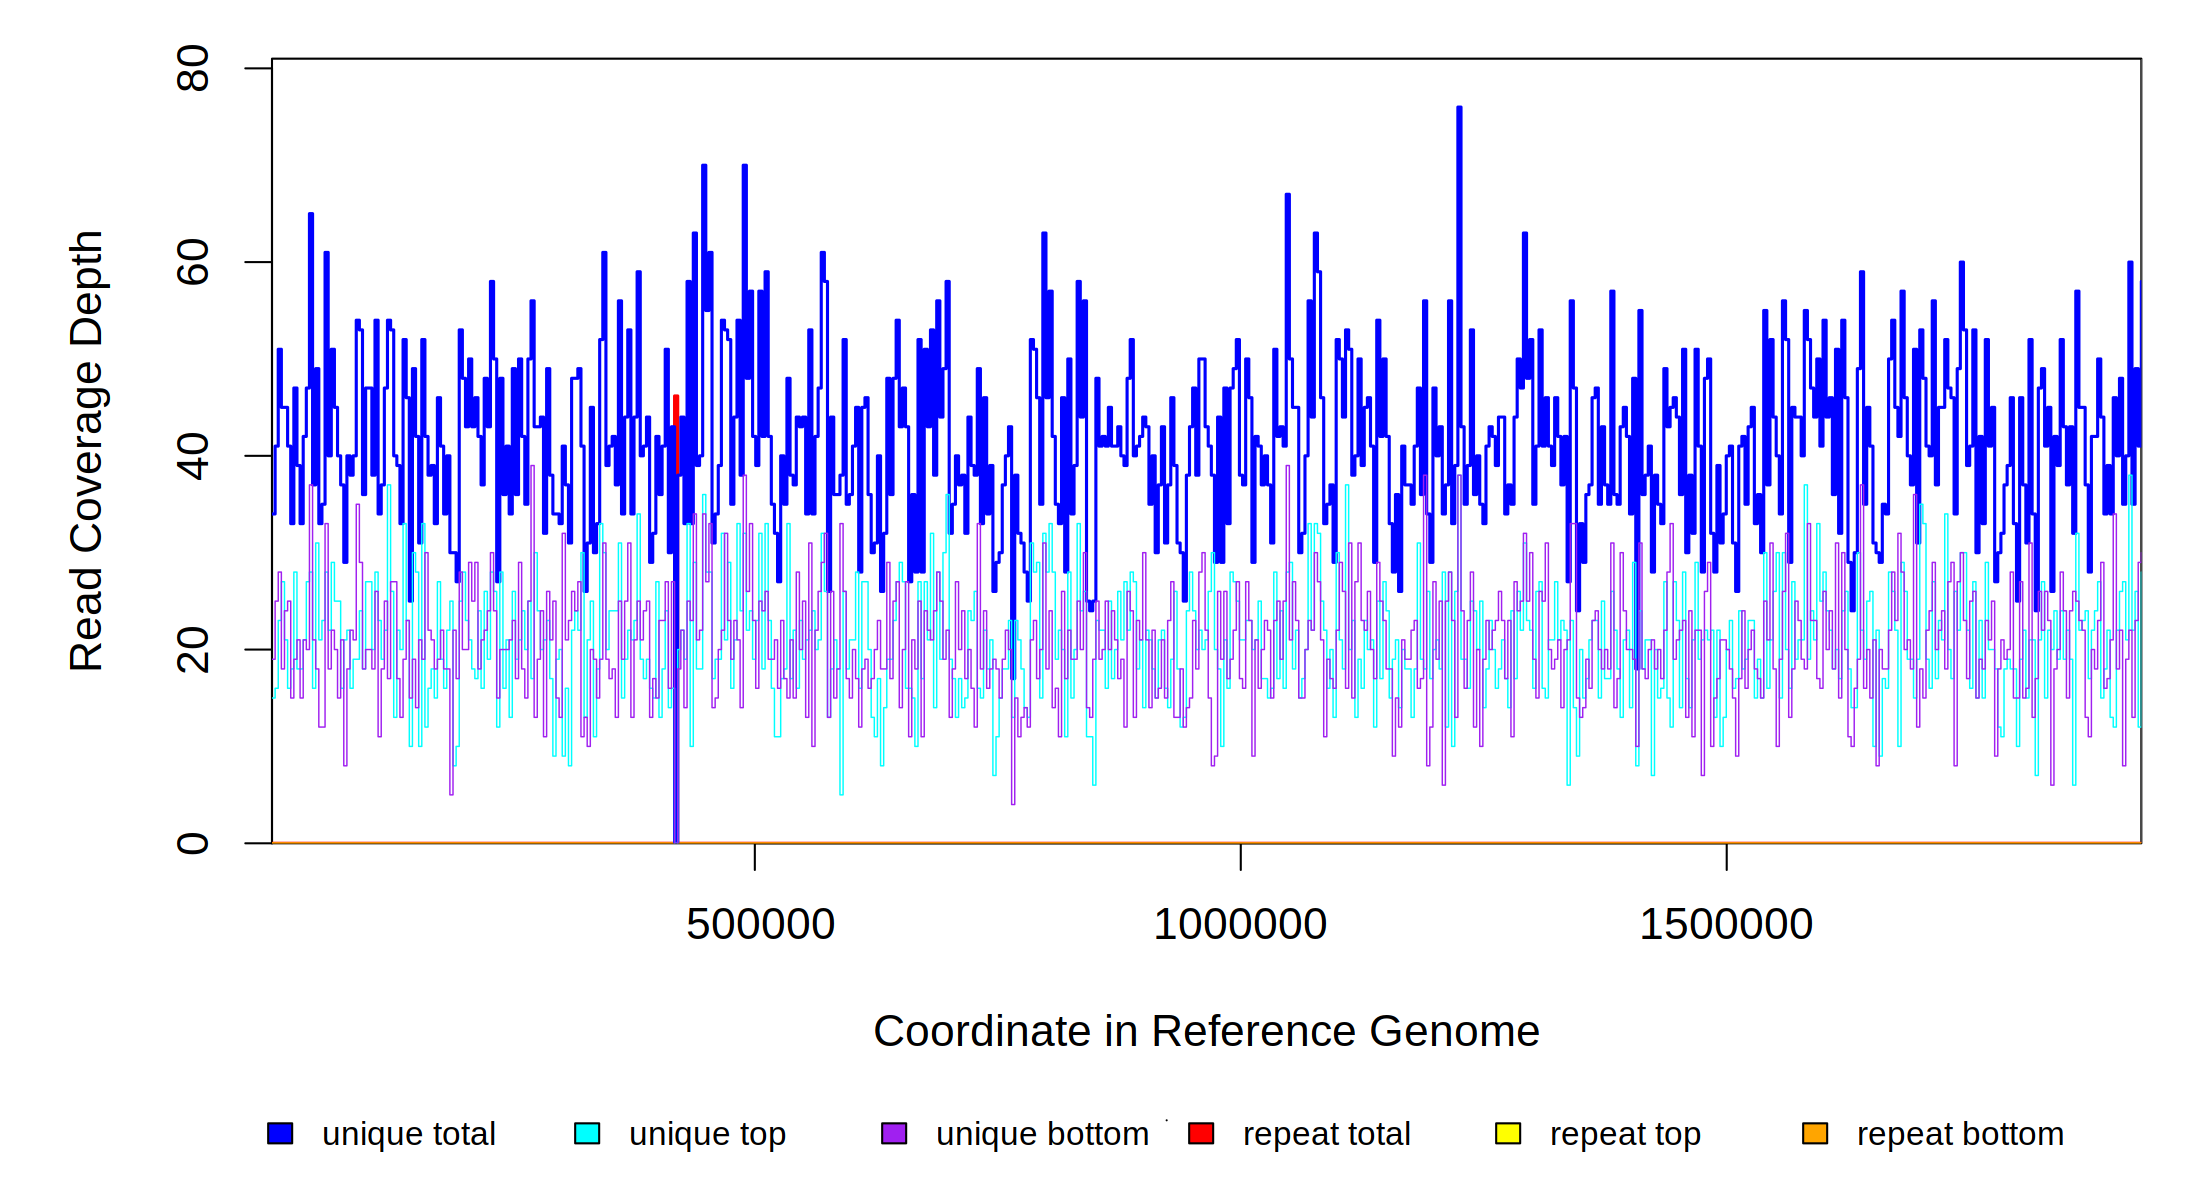 80
60
40
20
0
Read Coverage Depth
500000 1000000 1500000
Coordinate in Reference Genome
unique total unique top unique bottom repeat total repeat top repeat bottom